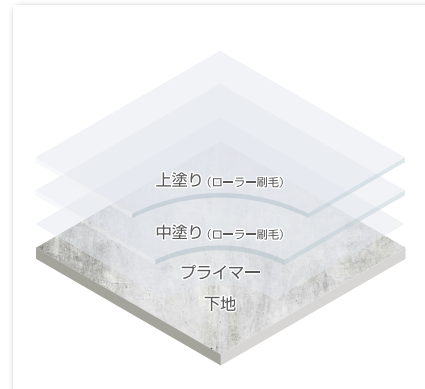 上塗り（ローラー刷毛）
中塗り（ローラー刷毛）
プライマー
下地